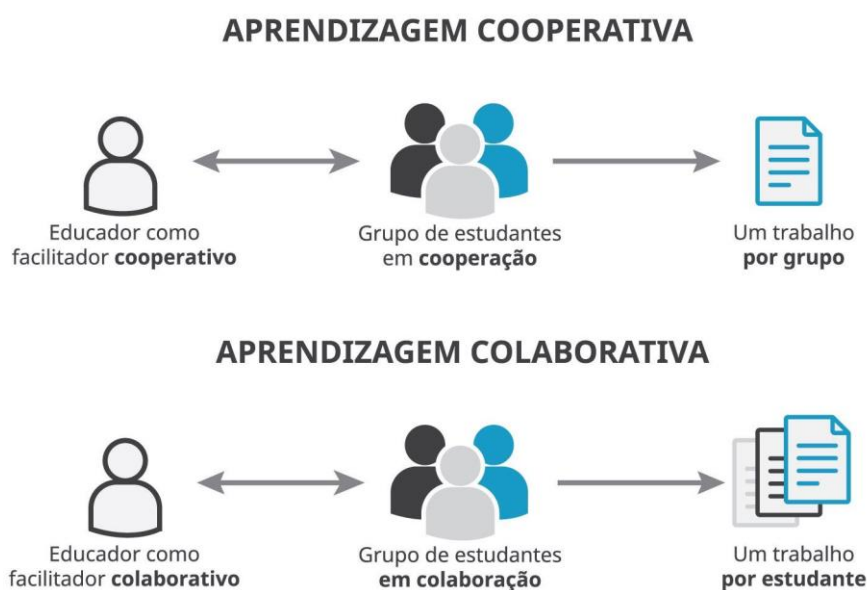 APRENDIZAGEM COOPERATIVA
Educador como
facilitador cooperativo
Grupo de estudantes
em cooperação
Um trabalho
por grupo
APRENDIZAGEM COLABORATIVA
Educador como
facilitador colaborativo
Grupo de estudantes
em colaboração
Um trabalho
por estudante